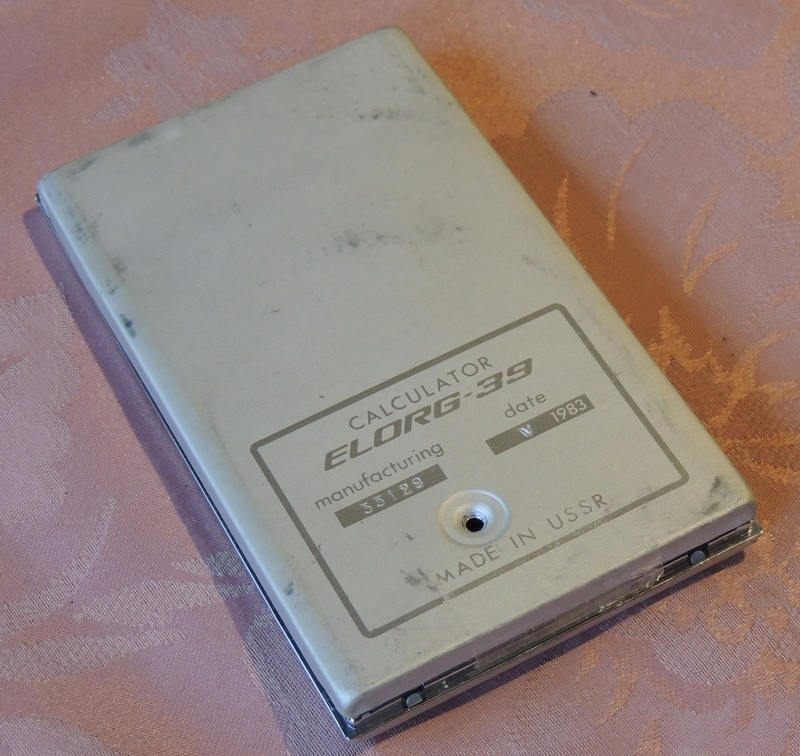 CALCULATOR
ELORG-39
manufacturing date
33129 V 1983
MADE IN USSR